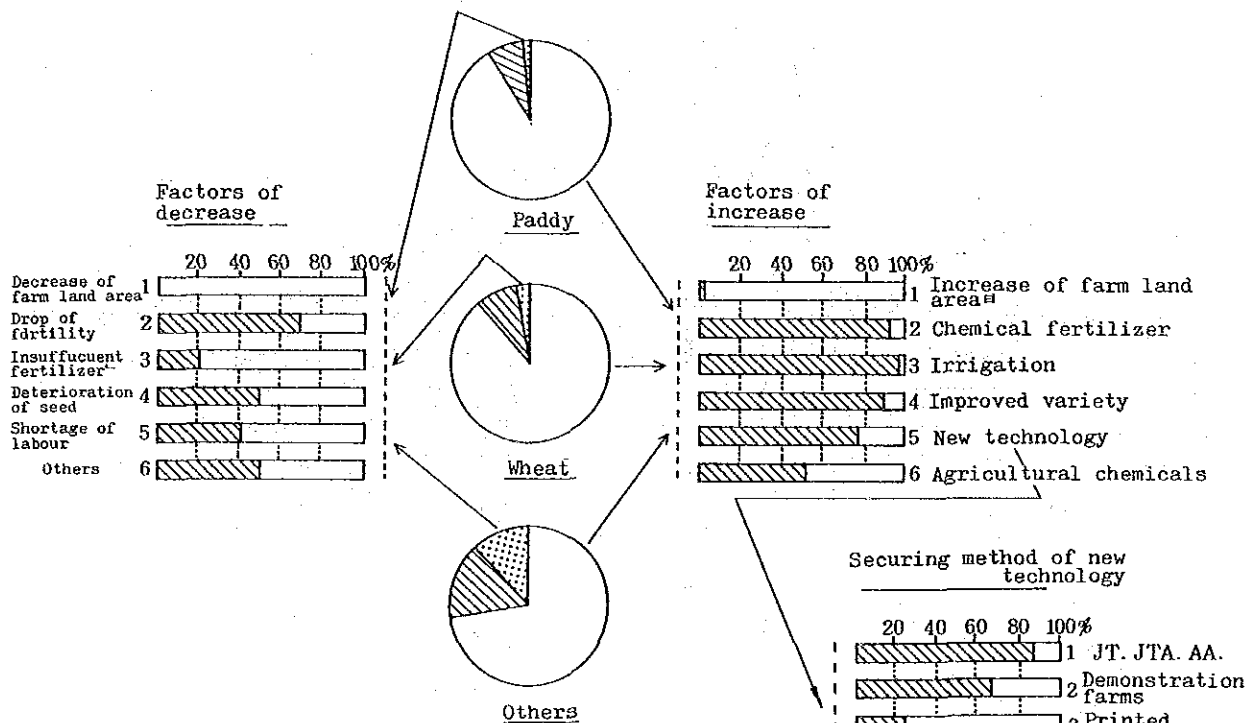 Paddy
Factors of
decrease
20 40 60 80 100%
Decrease of
farm land area 1
Drop of
fdrtility 2
Insuffucuent
fertilizer 3
Deterioration
of seed 4
Shortage of
labour 5
Others 6
Wheat
Others
Factors of
increase
20 40 60 80 100%
1 Increase of farm land
area
2 Chemical fertilizer
3 Irrigation
4 Improved variety
5 New technology
6 Agricultural chemicals
Securing method of new
technology
20 40 60 80 100%
1 JT. JTA. AA.
2 Demonstration
farms
Printed